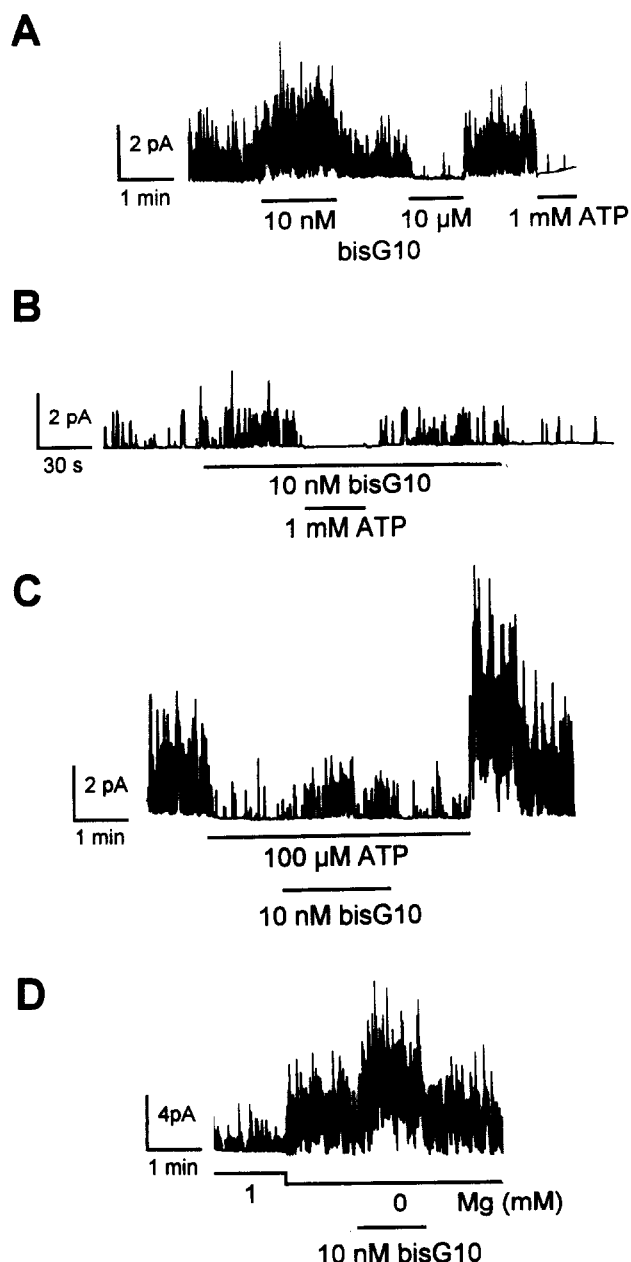 A
2 pA
1 min
10 nM 10 µM 1 mM ATP
bisG10
B
2 pA
30 s
10 nM bisG10
1 mM ATP
C
2 pA
1 min
100 µM ATP
10 nM bisG10
D
4pA
1 min
1 0 Mg (mM)
10 nM bisG10